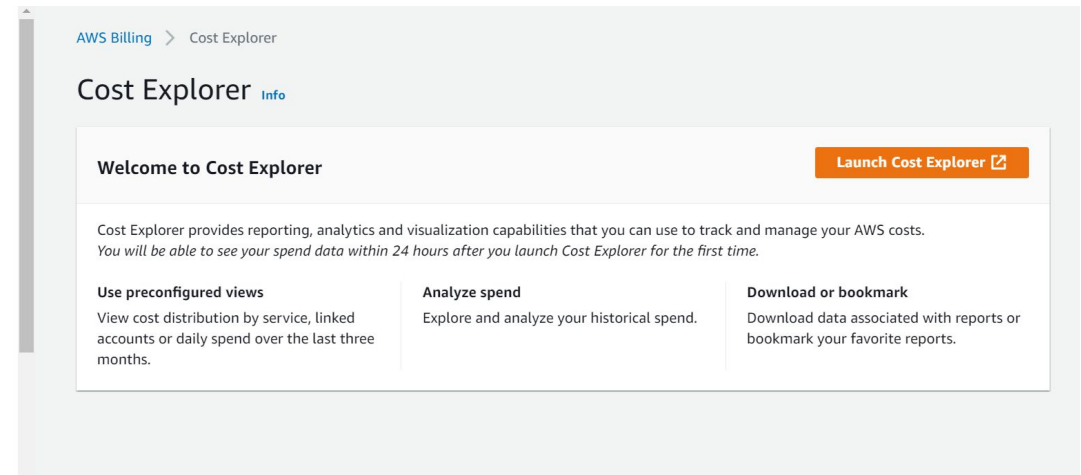 AWS Billing > Cost Explorer
Cost Explorer Info
Welcome to Cost Explorer
Launch Cost Explorer
Cost Explorer provides reporting, analytics and visualization capabilities that you can use to track and manage your AWS costs.
You will be able to see your spend data within 24 hours after you launch Cost Explorer for the first time.
Use preconfigured views
View cost distribution by service, linked
accounts or daily spend over the last three
months.
Analyze spend
Explore and analyze your historical spend.
Download or bookmark
Download data associated with reports or
bookmark your favorite reports.